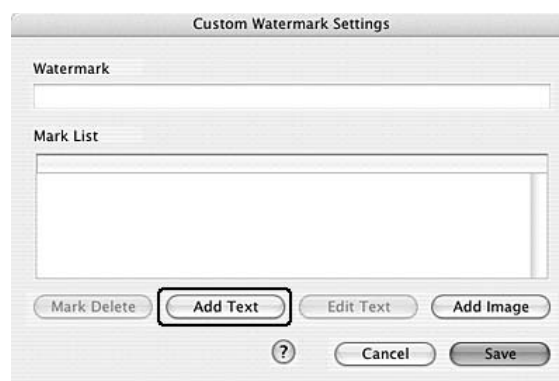 Custom Watermark Settings
Watermark
Mark List
Mark Delete Add Text Edit Text Add Image
? Cancel Save